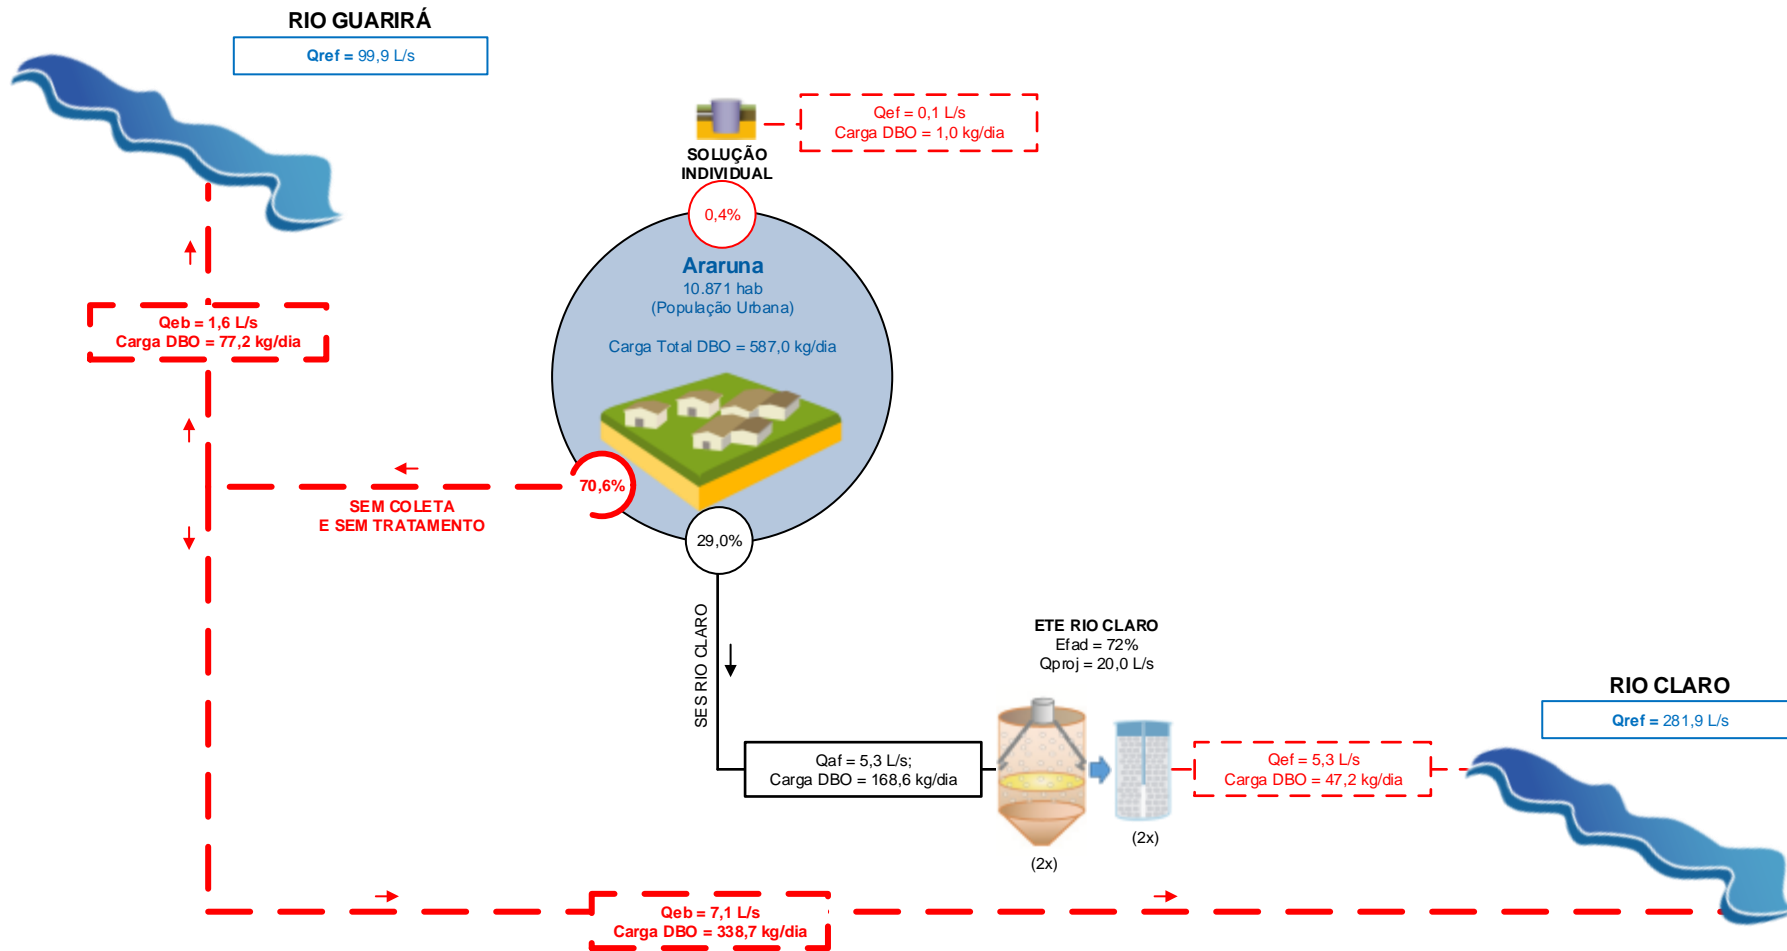 RIO GUARIRÁ
Qref = 99,9 L/s
Qef = 0,1 L/s
Carga DBO = 1,0 kg/dia
SOLUÇÃO
INDIVIDUAL
0,4%
Araruna
10.871 hab
(População Urbana)
Carga Total DBO = 587,0 kg/dia
Qeb = 1,6 L/s
Carga DBO = 77,2 kg/dia
70,6%
SEM COLETA
E SEM TRATAMENTO
29,0%
SES RIO CLARO
ETE RIO CLARO
Efad = 72%
Qproj = 20,0 L/s
RIO CLARO
Qref = 281,9 L/s
Qaf = 5,3 L/s;
Carga DBO = 168,6 kg/dia
Qef = 5,3 L/s
Carga DBO = 47,2 kg/dia
(2x)
(2x)
Qeb = 7,1 L/s
Carga DBO = 338,7 kg/dia